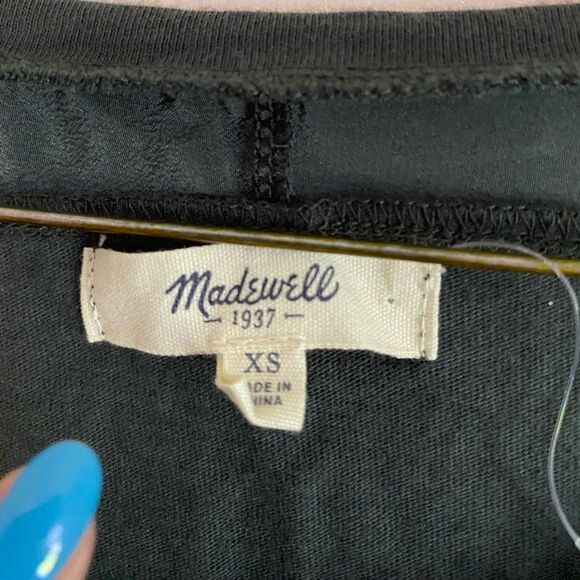 Madewell
— 1937 —
XS
ADE IN
HINA